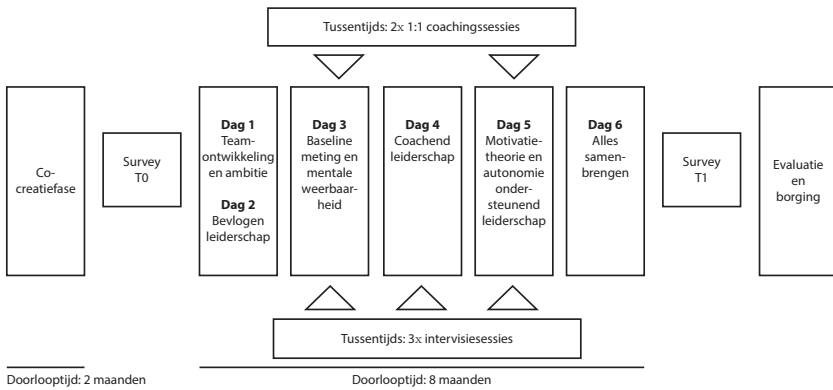 Tussentijds: 2x 1:1 coachingssessies
Co-
creatiefase
Survey
T0
Dag 1
Team-
ontwikkeling
en ambitie
Dag 2
Bevlogen
leiderschap
Dag 3
Baseline
meting en
mentale
weerbaar-
heid
Dag 4
Coachend
leiderschap
Dag 5
Motivatie-
theorie en
autonomie
onder-
steunend
leiderschap
Dag 6
Alles
samen-
brengen
Survey
T1
Evaluatie
en
borging
Tussentijds: 3x intervisiesessies
Doorlooptijd: 2 maanden
Doorlooptijd: 8 maanden